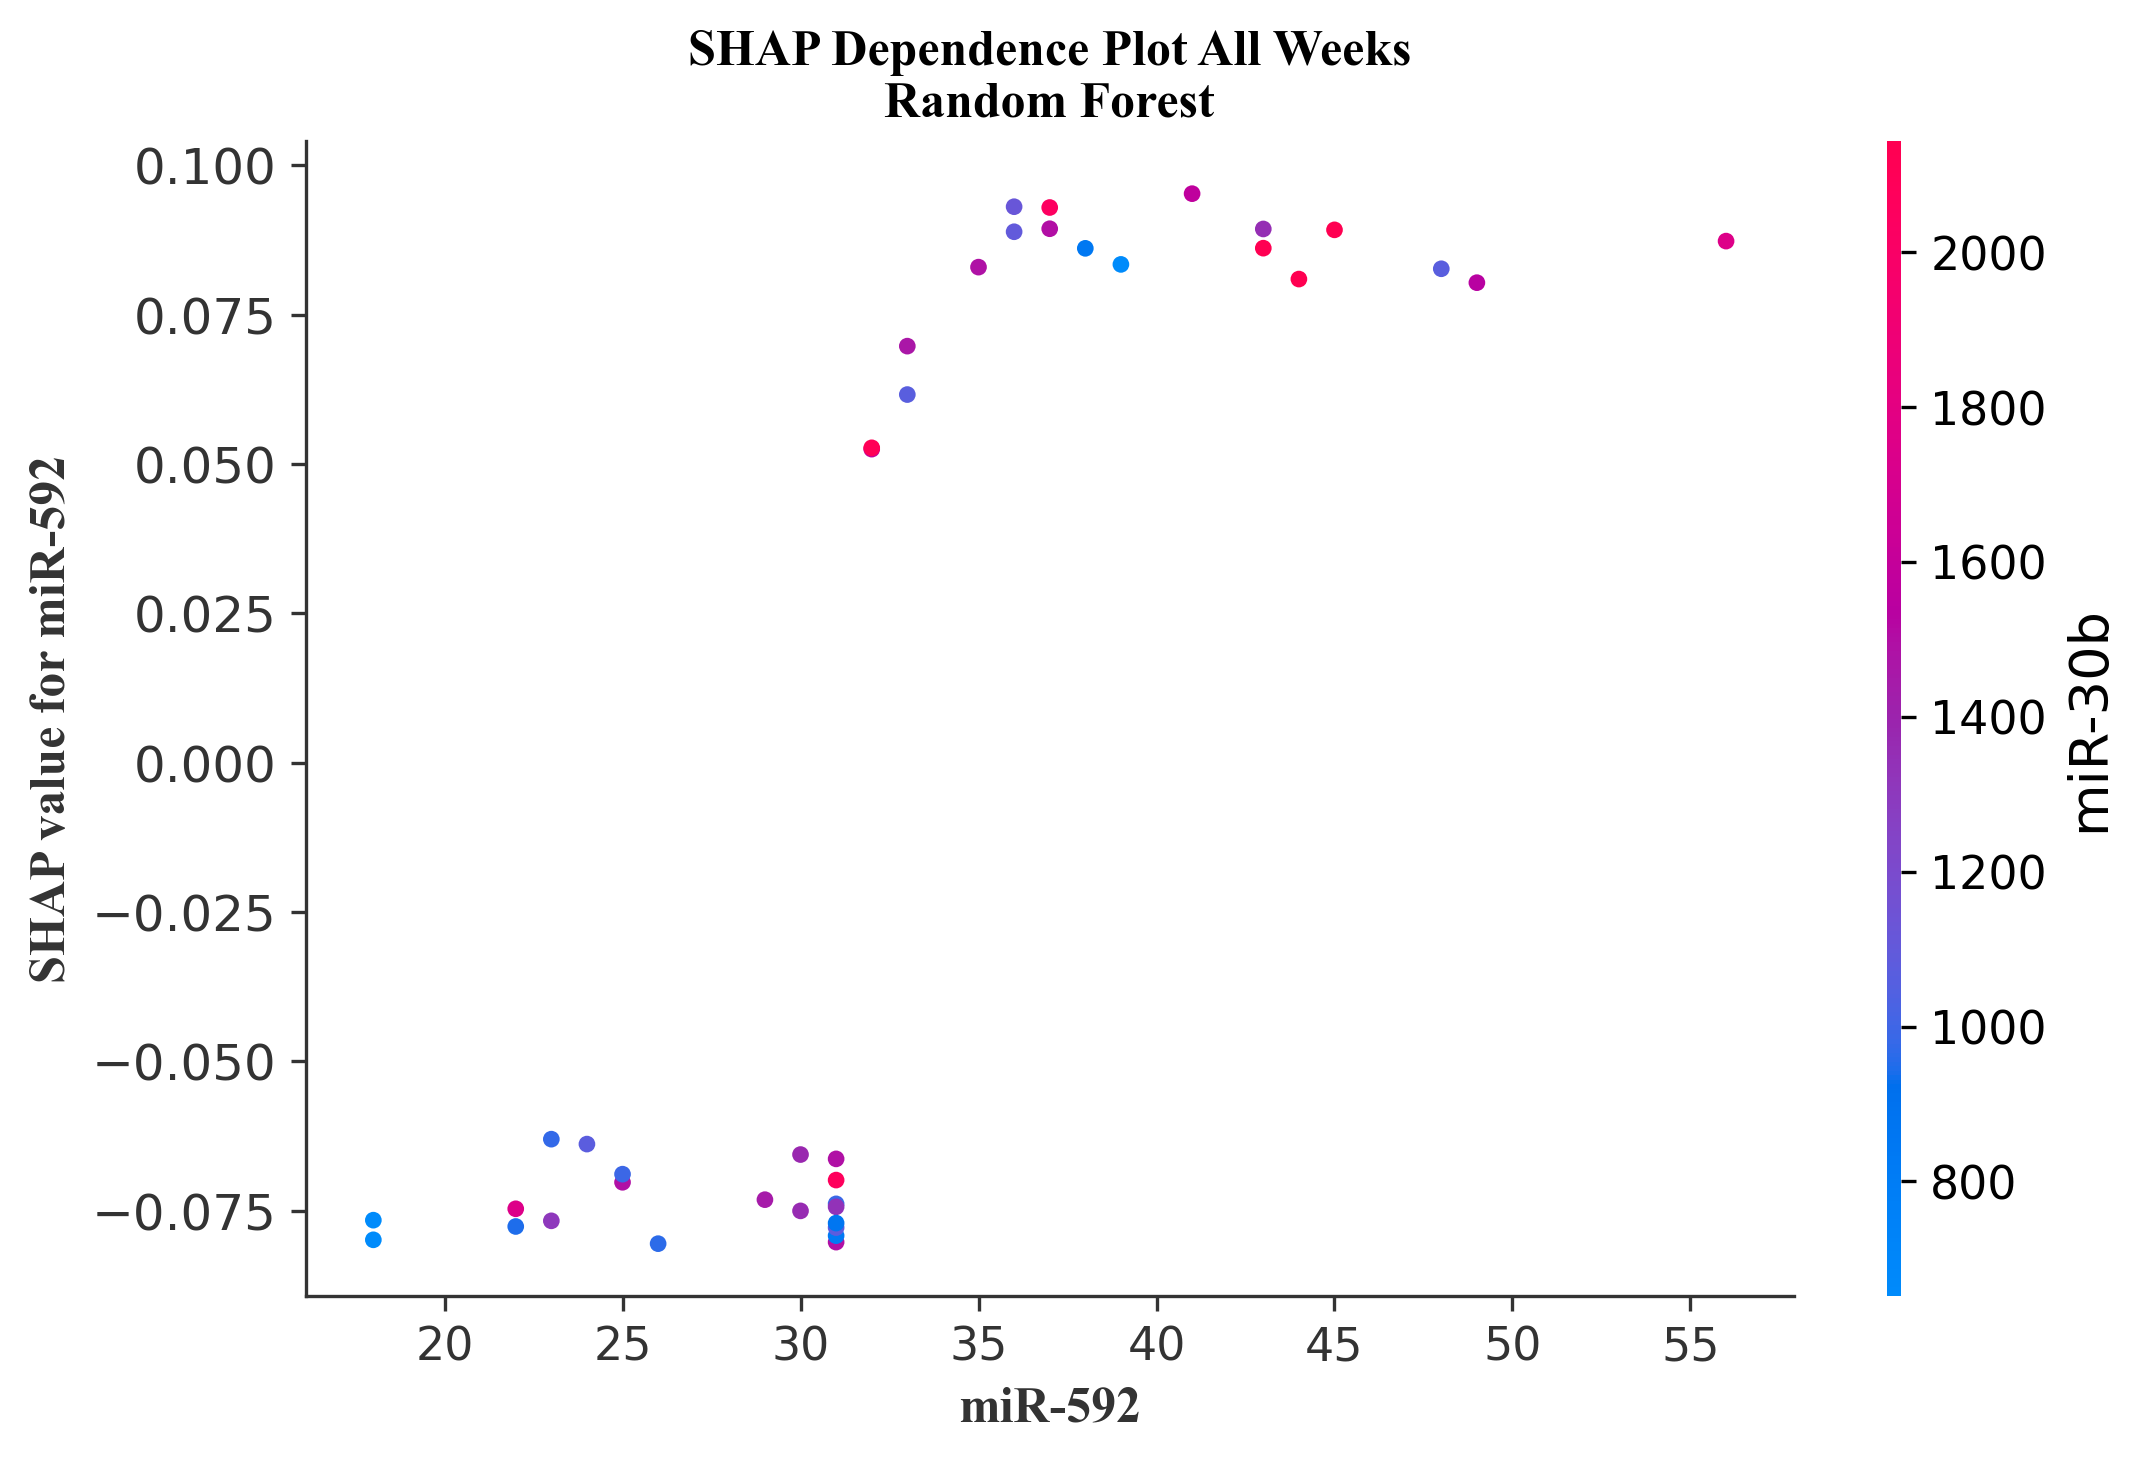 SHAP Dependence Plot All Weeks
Random Forest
0.100
0.075
0.050
0.025
0.000
−0.025
−0.050
−0.075
SHAP value for miR-592
20 25 30 35 40 45 50 55
miR-592
2000
1800
1600
1400
1200
1000
800
miR-30b